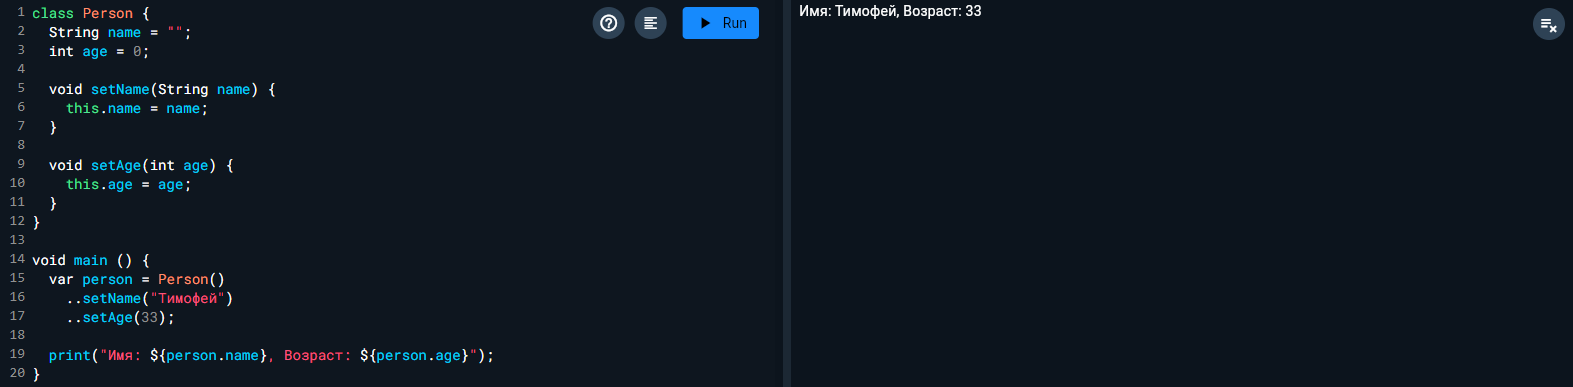 1 class Person {
2   String name = "";
3   int age = 0;
4
5   void setName(String name) {
6     this.name = name;
7   }
8
9   void setAge(int age) {
10     this.age = age;
11   }
12 }
13
14 void main () {
15   var person = Person()
16     ..setName("Тимофей")
17     ..setAge(33);
18
19   print("Имя: ${person.name}, Возраст: ${person.age}");
20 }
Run
Имя: Тимофей, Возраст: 33